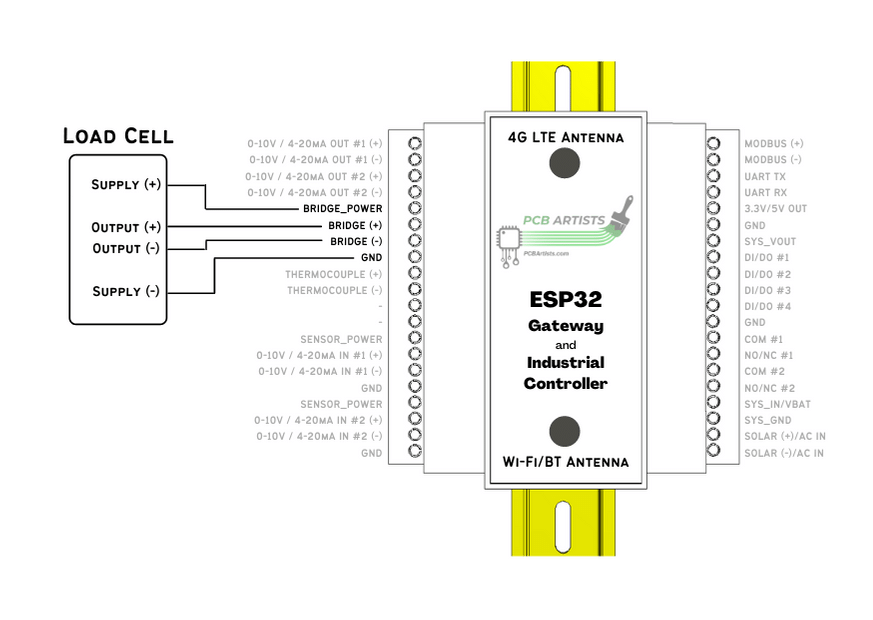 LOAD CELL
SUPPLY (+)
OUTPUT (+)
OUTPUT (-)
SUPPLY (-)
0-10V / 4-20MA OUT #1 (+)
0-10V / 4-20MA OUT #1 (-)
0-10V / 4-20MA OUT #2 (+)
0-10V / 4-20MA OUT #2 (-)
BRIDGE_POWER
BRIDGE (+)
BRIDGE (-)
GND
THERMOCOUPLE (+)
THERMOCOUPLE (-)
-
-
SENSOR_POWER
0-10V / 4-20MA IN #1 (+)
0-10V / 4-20MA IN #1 (-)
GND
SENSOR_POWER
0-10V / 4-20MA IN #2 (+)
0-10V / 4-20MA IN #2 (-)
GND
4G LTE ANTENNA
PCB ARTISTS
PCBArtists.com
ESP32
Gateway
and
Industrial
Controller
WI-FI/BT ANTENNA
MODBUS (+)
MODBUS (-)
UART TX
UART RX
3.3V/5V OUT
GND
SYS_VOUT
DI/DO #1
DI/DO #2
DI/DO #3
DI/DO #4
GND
COM #1
NO/NC #1
COM #2
NO/NC #2
SYS_IN/VBAT
SYS_GND
SOLAR (+)/AC IN
SOLAR (-)/AC IN